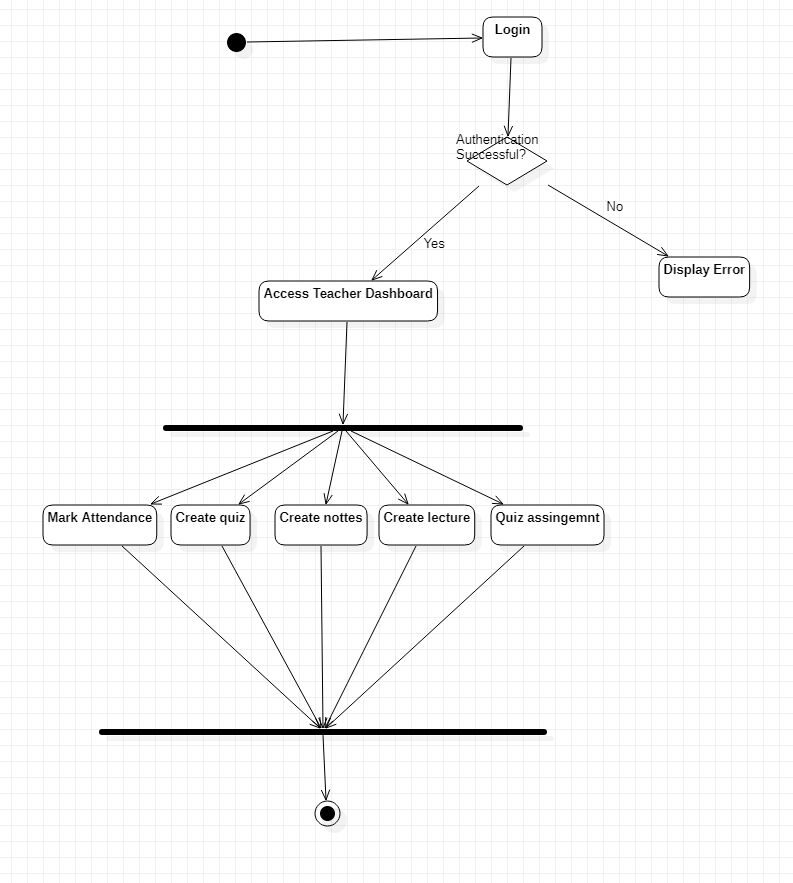 Login
Authentication
Successful?
No
Yes
Display Error
Access Teacher Dashboard
Mark Attendance
Create quiz
Create nottes
Create lecture
Quiz assingemnt